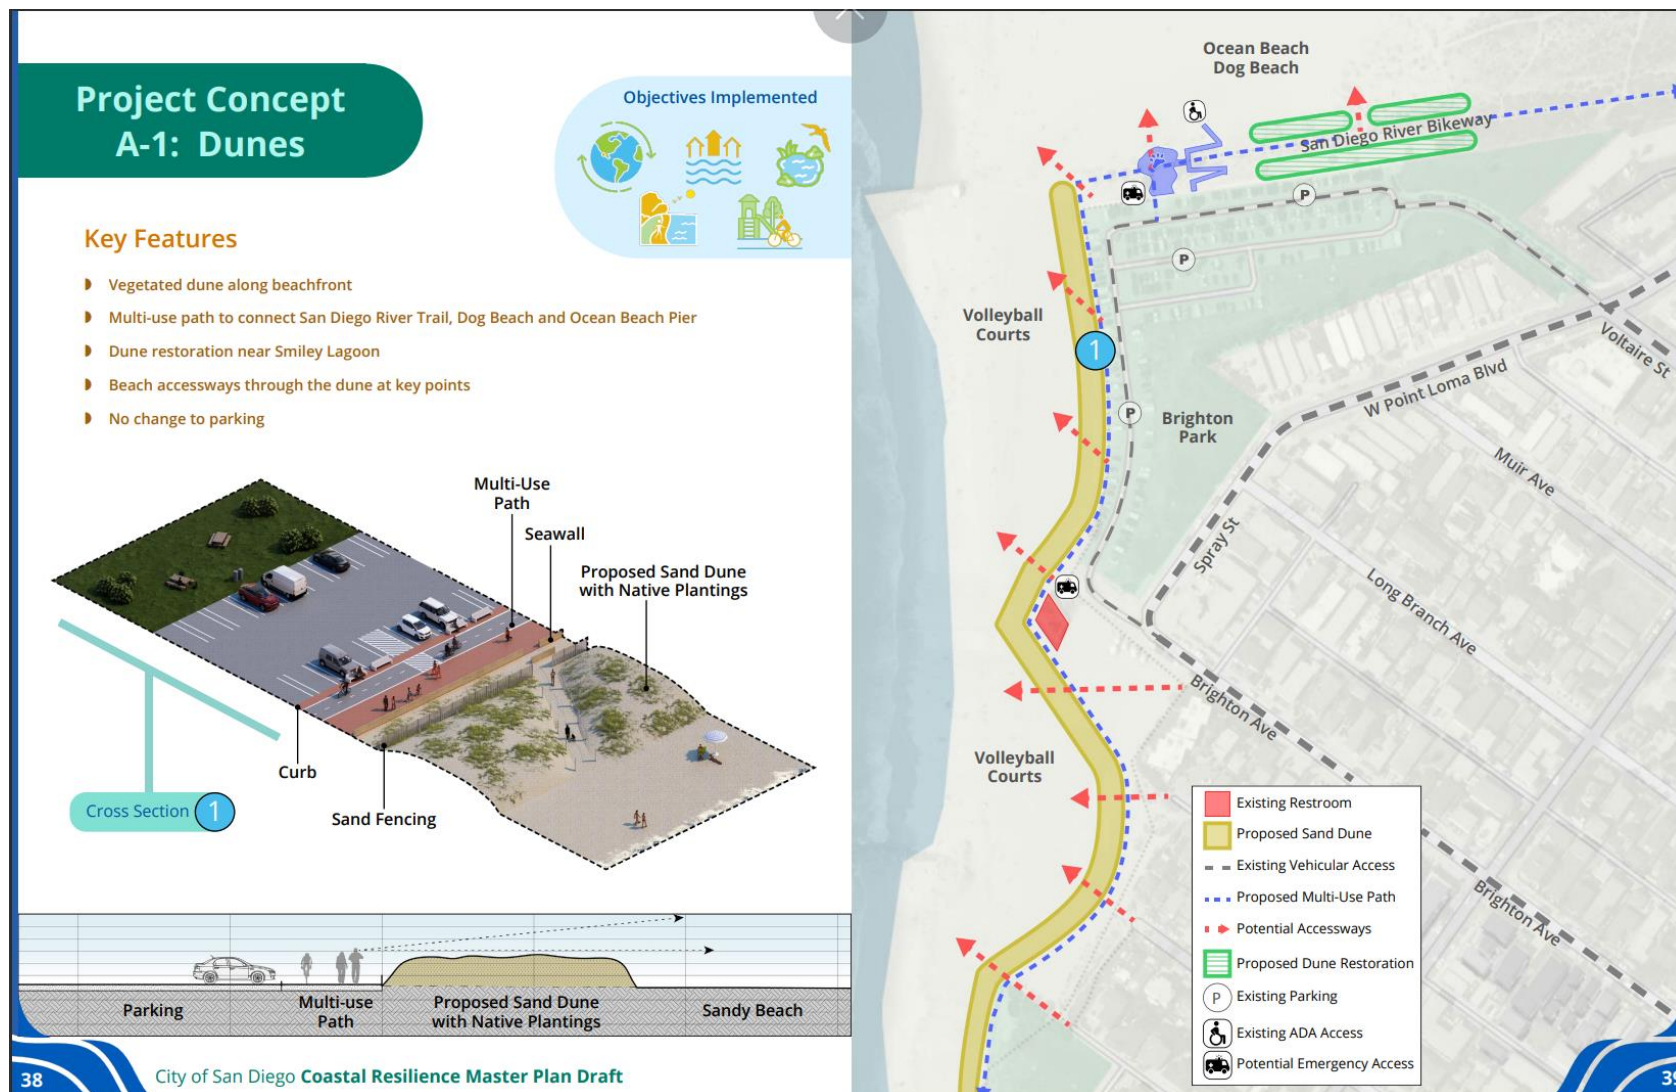 Project Concept
A-1: Dunes
Objectives Implemented
Key Features
Vegetated dune along beachfront
Multi-use path to connect San Diego River Trail, Dog Beach and Ocean Beach Pier
Dune restoration near Smiley Lagoon
Beach accessways through the dune at key points
No change to parking
Multi-Use
Path
Seawall
Proposed Sand Dune
with Native Plantings
Curb
Sand Fencing
Cross Section 1
Parking
Multi-use
Path
Proposed Sand Dune
with Native Plantings
Sandy Beach
38
City of San Diego Coastal Resilience Master Plan Draft
Ocean Beach
Dog Beach
San Diego River Bikeway
P
P
Volleyball
Courts
1
Voltaire St
W Point Loma Blvd
P
Brighton
Park
Muir Ave
Spray St
Long Branch Ave
Brighton Ave
Volleyball
Courts
Brighton Ave
Existing Restroom
Proposed Sand Dune
Existing Vehicular Access
Proposed Multi-Use Path
Potential Accessways
Proposed Dune Restoration
P Existing Parking
Existing ADA Access
Potential Emergency Access